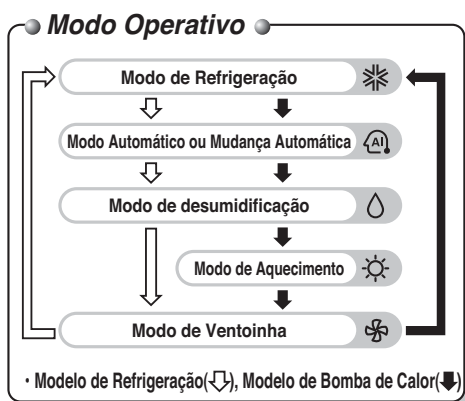 Modo Operativo
Modo de Refrigeração
Modo Automático ou Mudança Automática
AI
Modo de desumidificação
Modo de Aquecimento
Modo de Ventoinha
· Modelo de Refrigeração(⇩), Modelo de Bomba de Calor(⬇)